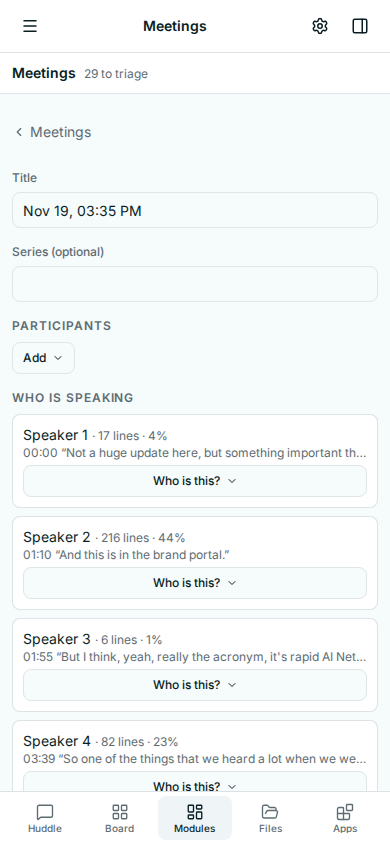 Meetings
Meetings 29 to triage
Meetings
Title
Nov 19, 03:35 PM
Series (optional)
PARTICIPANTS
Add
WHO IS SPEAKING
Speaker 1 · 17 lines · 4%
00:00 “Not a huge update here, but something important th...
Who is this?
Speaker 2 · 216 lines · 44%
01:10 “And this is in the brand portal.”
Who is this?
Speaker 3 · 6 lines · 1%
01:55 “But I think, yeah, really the acronym, it's rapid AI Net...
Who is this?
Speaker 4 · 82 lines · 23%
03:39 “So one of the things that we heard a lot when we we...
Who is this?
Huddle Board Modules Files Apps